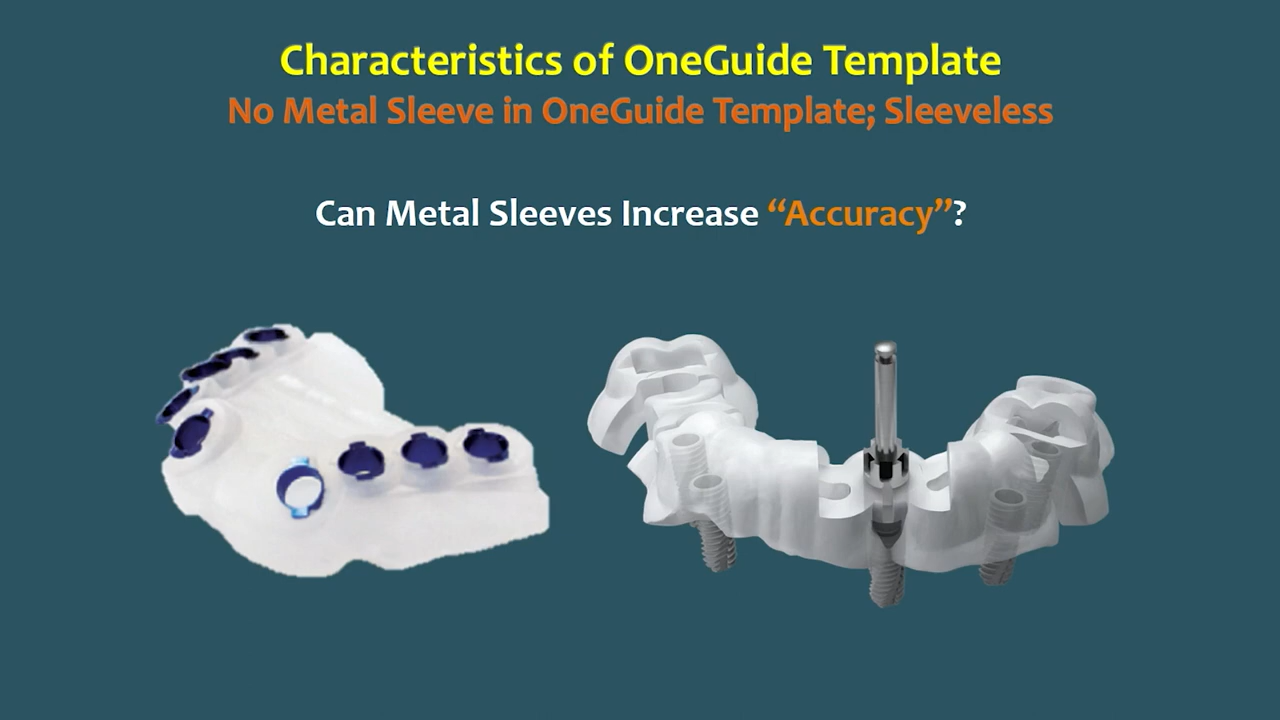 Characteristics of OneGuide Template
No Metal Sleeve in OneGuide Template; Sleeveless
Can Metal Sleeves Increase “Accuracy”?